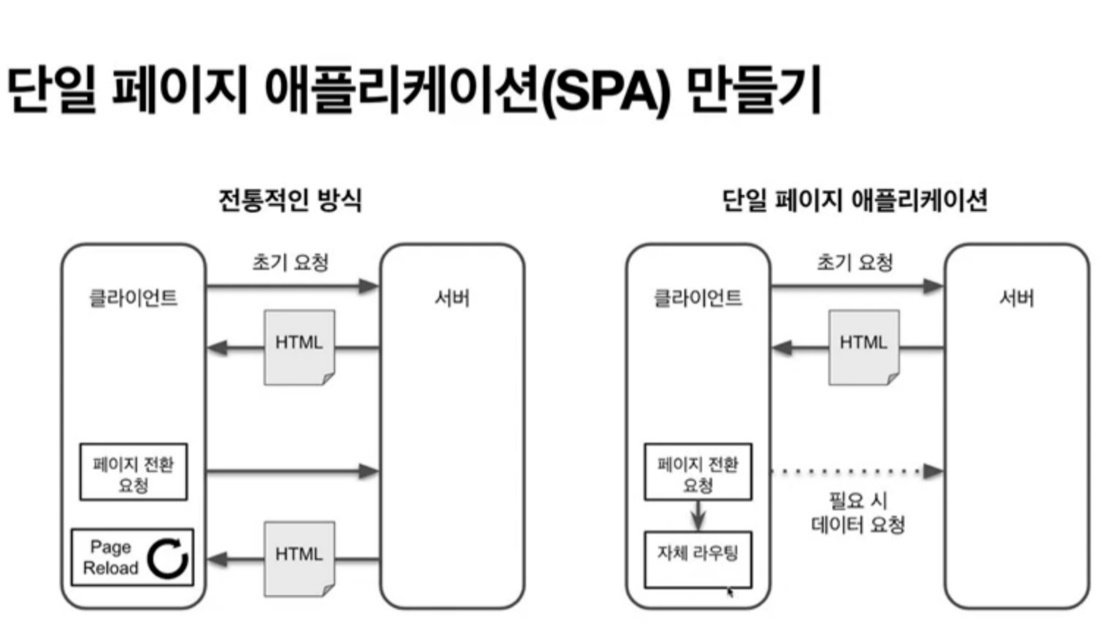 단일 페이지 애플리케이션(SPA) 만들기
전통적인 방식
클라이언트
초기 요청
서버
HTML
페이지 전환
요청
Page
Reload
HTML
단일 페이지 애플리케이션
클라이언트
초기 요청
서버
HTML
페이지 전환
요청
필요 시
데이터 요청
자체 라우팅